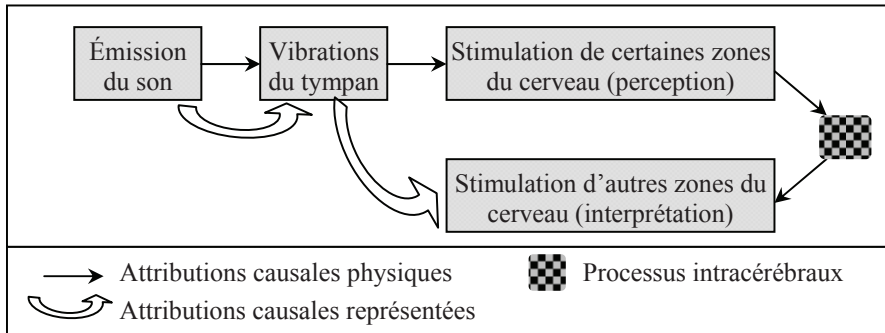 Émission
du son
Vibrations
du tympan
Stimulation de certaines zones
du cerveau (perception)
Stimulation d’autres zones du
cerveau (interprétation)
Attributions causales physiques
Processus intracérébraux
Attributions causales représentées